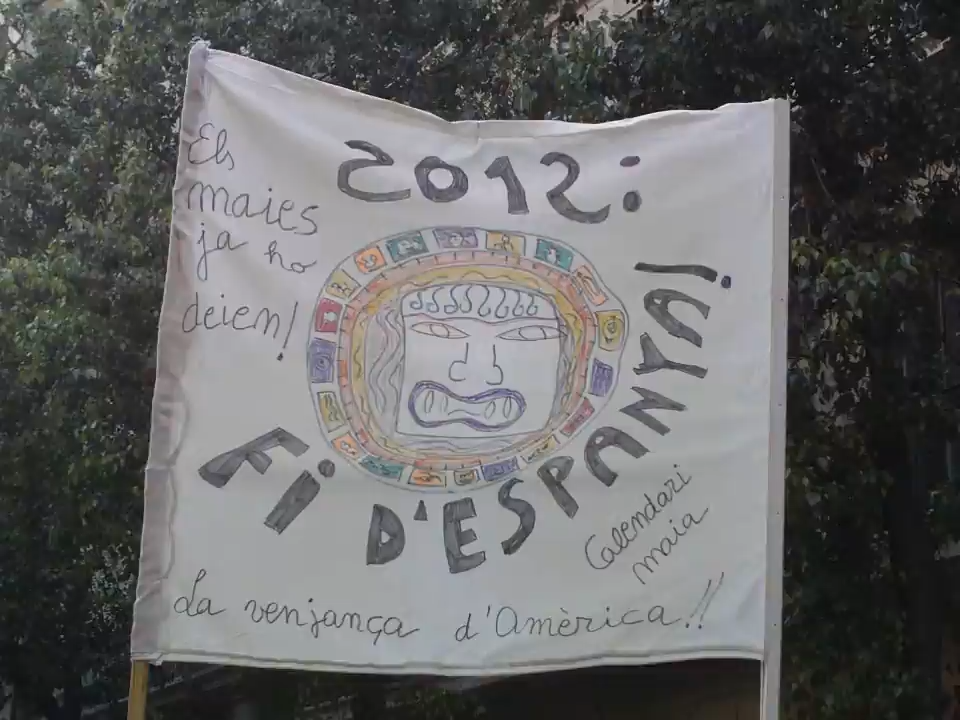 Els
maies
ja ho
deien!
2012:
FI D'ESPANYA!
Calendari
maia
La venjança d'Amèrica!!